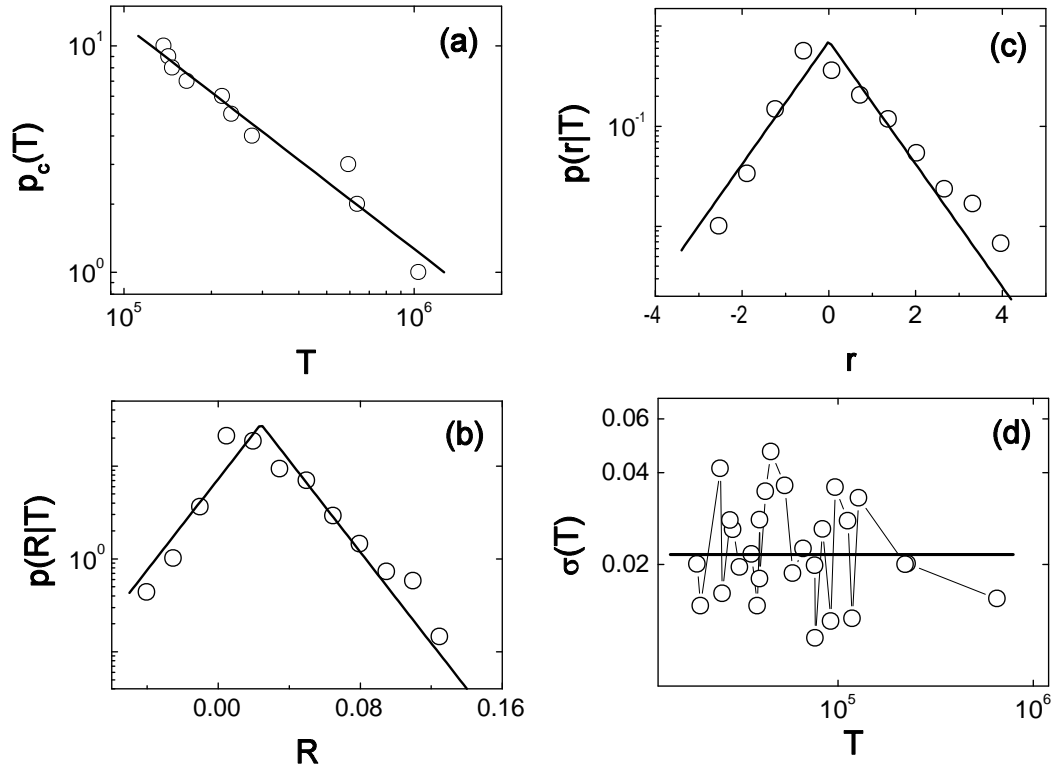 (a)
10^1
10^0
p_c(T)
10^5
10^6
T
(c)
10^-1
p(r|T)
-4
-2
0
2
4
r
(b)
10^0
p(R|T)
0.00
0.08
0.16
R
(d)
0.06
0.04
0.02
σ(T)
10^5
10^6
T